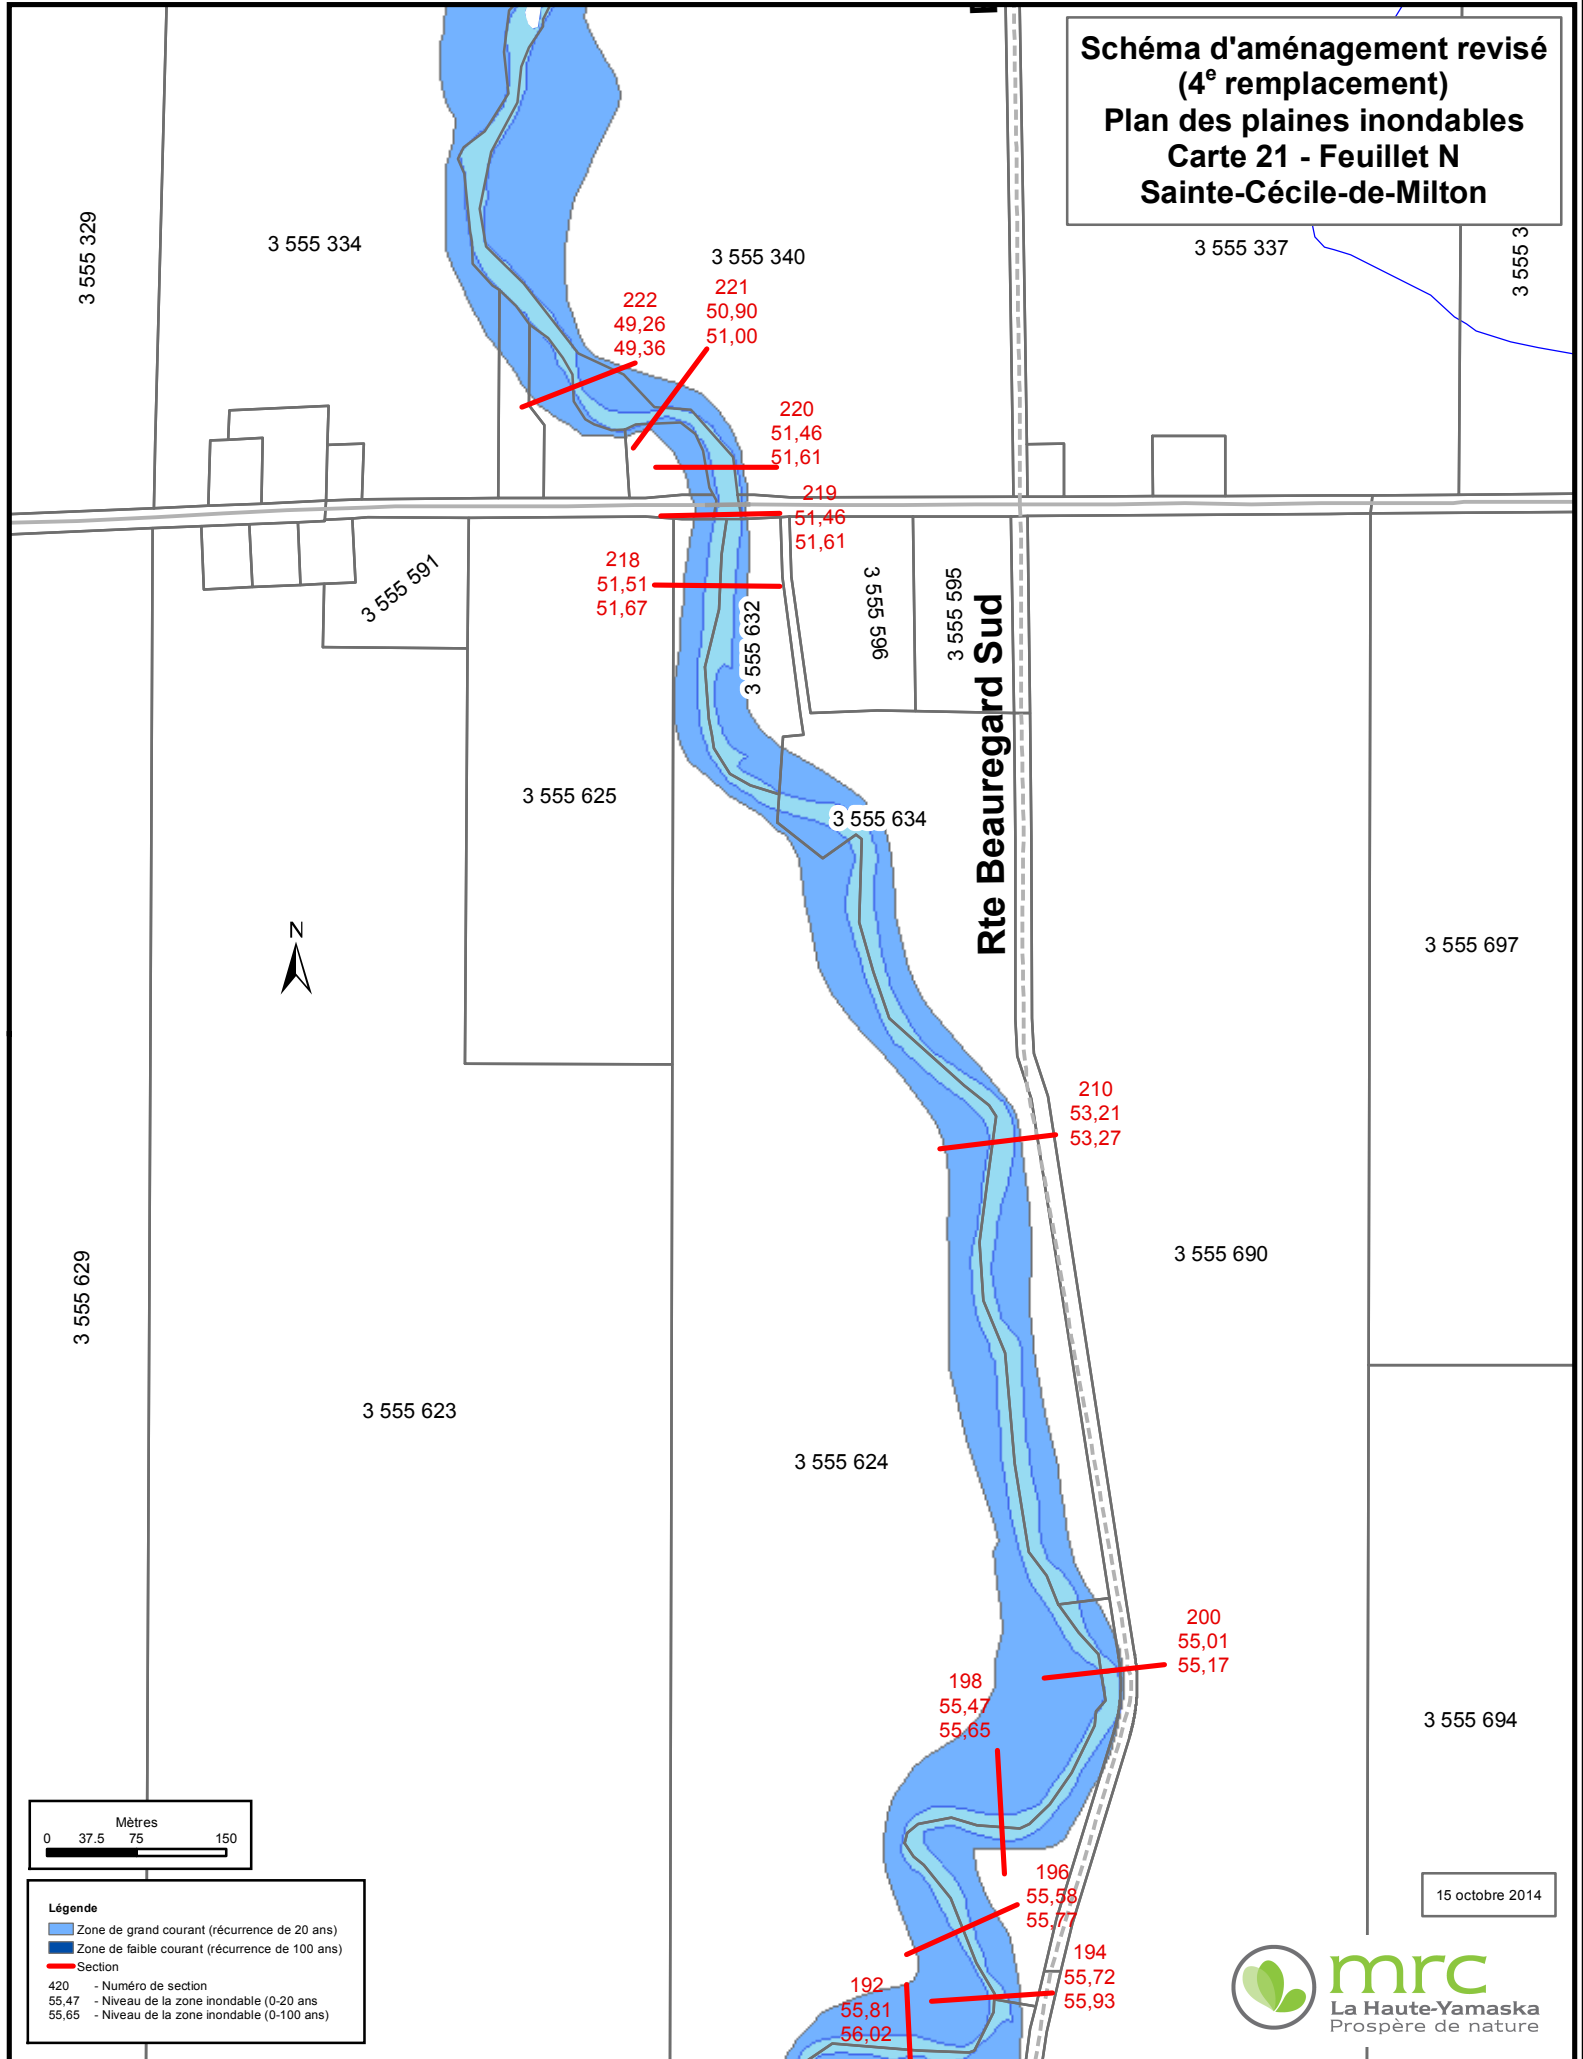 Schéma d'aménagement revisé
(4e remplacement)
Plan des plaines inondables
Carte 21 - Feuillet N
Sainte-Cécile-de-Milton
3 555 329
3 555 334
3 555 340
3 555 337
3 555 3
222
49,26
49,36
221
50,90
51,00
220
51,46
51,61
219
51,46
51,61
218
51,51
51,67
3 555 591
3 555 632
3 555 596
3 555 595
Rte Beauregard Sud
3 555 625
3 555 634
N
3 555 697
210
53,21
53,27
3 555 629
3 555 690
3 555 623
3 555 624
200
55,01
55,17
198
55,47
55,65
3 555 694
196
55,58
55,77
194
55,72
55,93
192
55,81
56,02
Mètres
0 37.5 75 150
Légende
Zone de grand courant (récurrence de 20 ans)
Zone de faible courant (récurrence de 100 ans)
Section
420 - Numéro de section
55,47 - Niveau de la zone inondable (0-20 ans
55,65 - Niveau de la zone inondable (0-100 ans)
15 octobre 2014
mrc
La Haute-Yamaska
Prospère de nature